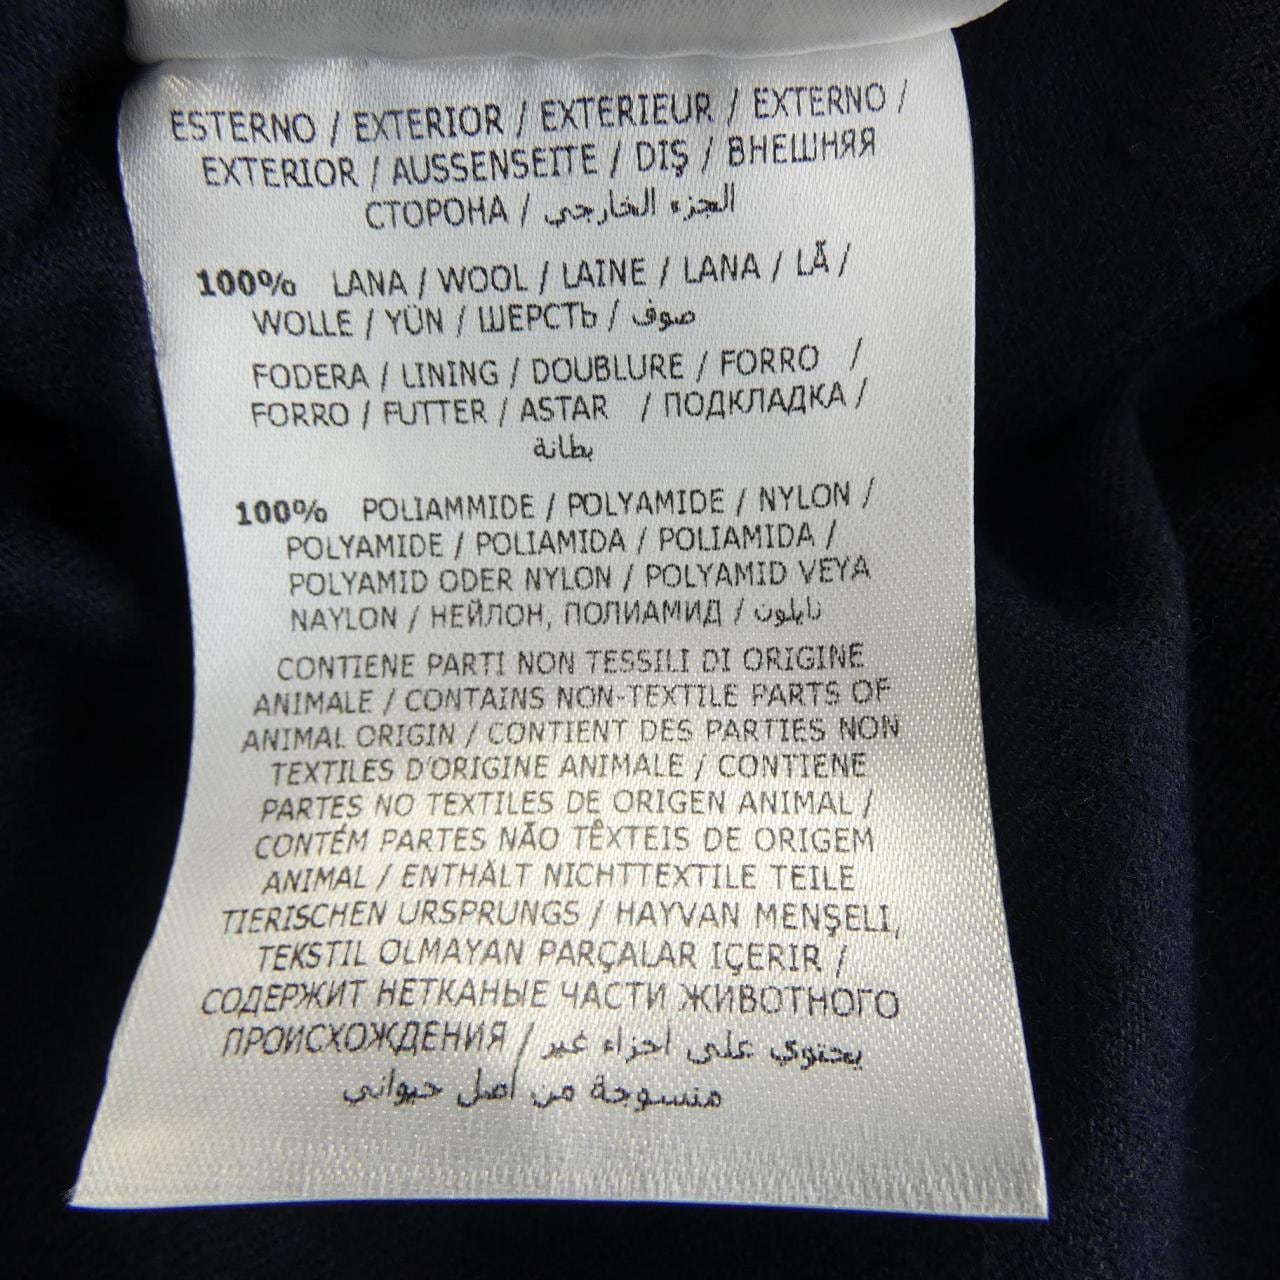 ESTERNO / EXTERIOR / EXTERIEUR / EXTERNO /
EXTERIOR / AUSSENSEITE / DIŞ / ВНЕШНЯЯ
СТОРОНА / الجزء الخارجي
100% LANA / WOOL / LAINE / LANA / LÃ /
WOLLE / YÜN / ШЕРСТЬ / صوف
FODERA / LINING / DOUBLURE / FORRO /
FORRO / FUTTER / ASTAR / ПОДКЛАДКА /
بطانة
100% POLIAMMIDE / POLYAMIDE / NYLON /
POLYAMIDE / POLIAMIDA / POLIAMIDA /
POLYAMID ODER NYLON / POLYAMID VEYA
NAYLON / НЕЙЛОН, ПОЛИАМИД / نايلون
CONTIENE PARTI NON TESSILI DI ORIGINE
ANIMALE / CONTAINS NON-TEXTILE PARTS OF
ANIMAL ORIGIN / CONTIENT DES PARTIES NON
TEXTILES D'ORIGINE ANIMALE / CONTIENE
PARTES NO TEXTILES DE ORIGEN ANIMAL /
CONTÉM PARTES NÃO TÊXTEIS DE ORIGEM
ANIMAL / ENTHÄLT NICHTTEXTILE TEILE
TIERISCHEN URSPRUNGS / HAYVAN MENŞELI,
TEKSTIL OLMAYAN PARÇALAR IÇERIR /
СОДЕРЖИТ НЕТКАНЫЕ ЧАСТИ ЖИВОТНОГО
ПРОИСХОЖДЕНИЯ / يحتوي على أجزاء غير
منسوجة من أصل حيواني